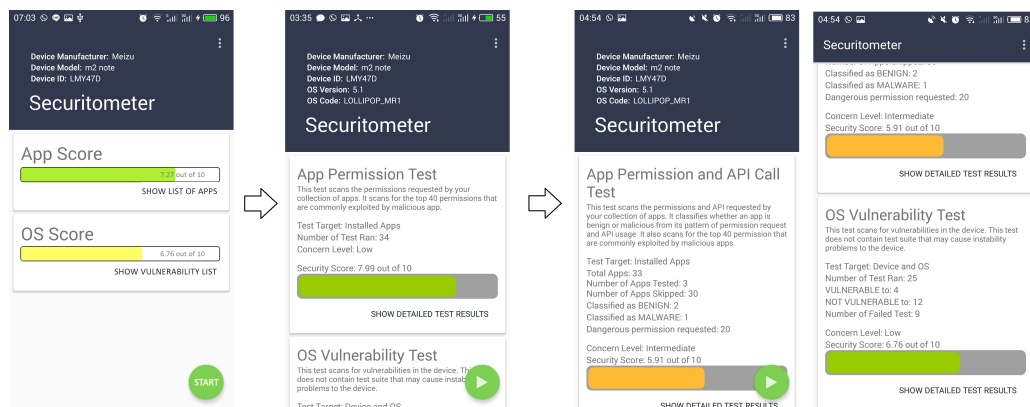 07:03 96
Device Manufacturer: Meizu
Device Model: m2 note
Device ID: LMY47D
Securitometer
App Score
7.27 out of 10
SHOW LIST OF APPS
OS Score
6.76 out of 10
SHOW VULNERABILITY LIST
START
03:35 55
Device Manufacturer: Meizu
Device Model: m2 note
Device ID: LMY47D
OS Version: 5.1
OS Code: LOLLIPOP_MR1
Securitometer
App Permission Test
This test scans the permissions requested by your
collection of apps. It scans for the top 40 permissions that
are commonly exploited by malicious app.
Test Target: Installed Apps
Number of Test Ran: 34
Concern Level: Low
Security Score: 7.99 out of 10
SHOW DETAILED TEST RESULTS
OS Vulnerability Test
This test scans for vulnerabilities in the device.
does not contain test suite that may cause
problems to the device.
Test Target: Device and OS
04:54 83
Device Manufacturer: Meizu
Device Model: m2 note
Device ID: LMY47D
OS Version: 5.1
OS Code: LOLLIPOP_MR1
Securitometer
App Permission and API Call
Test
This test scans the permissions and API requested by
your collection of apps. It classifies whether an app is
benign or malicious from its pattern of permission request
and API usage. It also scans for the top 40 permission that
are commonly exploited by malicious apps.
Test Target: Installed Apps
Total Apps: 33
Number of Apps Tested: 3
Number of Apps Skipped: 30
Classified as BENIGN: 2
Classified as MALWARE: 1
Dangerous permission requested: 20
Concern Level: Intermediate
Security Score: 5.91 out of 10
SHOW DETAILED TEST RESULTS
04:54
Securitometer
Classified as BENIGN: 2
Classified as MALWARE: 1
Dangerous permission requested: 20
Concern Level: Intermediate
Security Score: 5.91 out of 10
SHOW DETAILED TEST RESULTS
OS Vulnerability Test
This test scans for vulnerabilities in the device. This test
does not contain test suite that may cause instability
problems to the device.
Test Target: Device and OS
Number of Test Ran: 25
VULNERABLE to: 4
NOT VULNERABLE to: 12
Number of Failed Test: 9
Concern Level: Low
Security Score: 6.76 out of 10
SHOW DETAILED TEST RESULTS